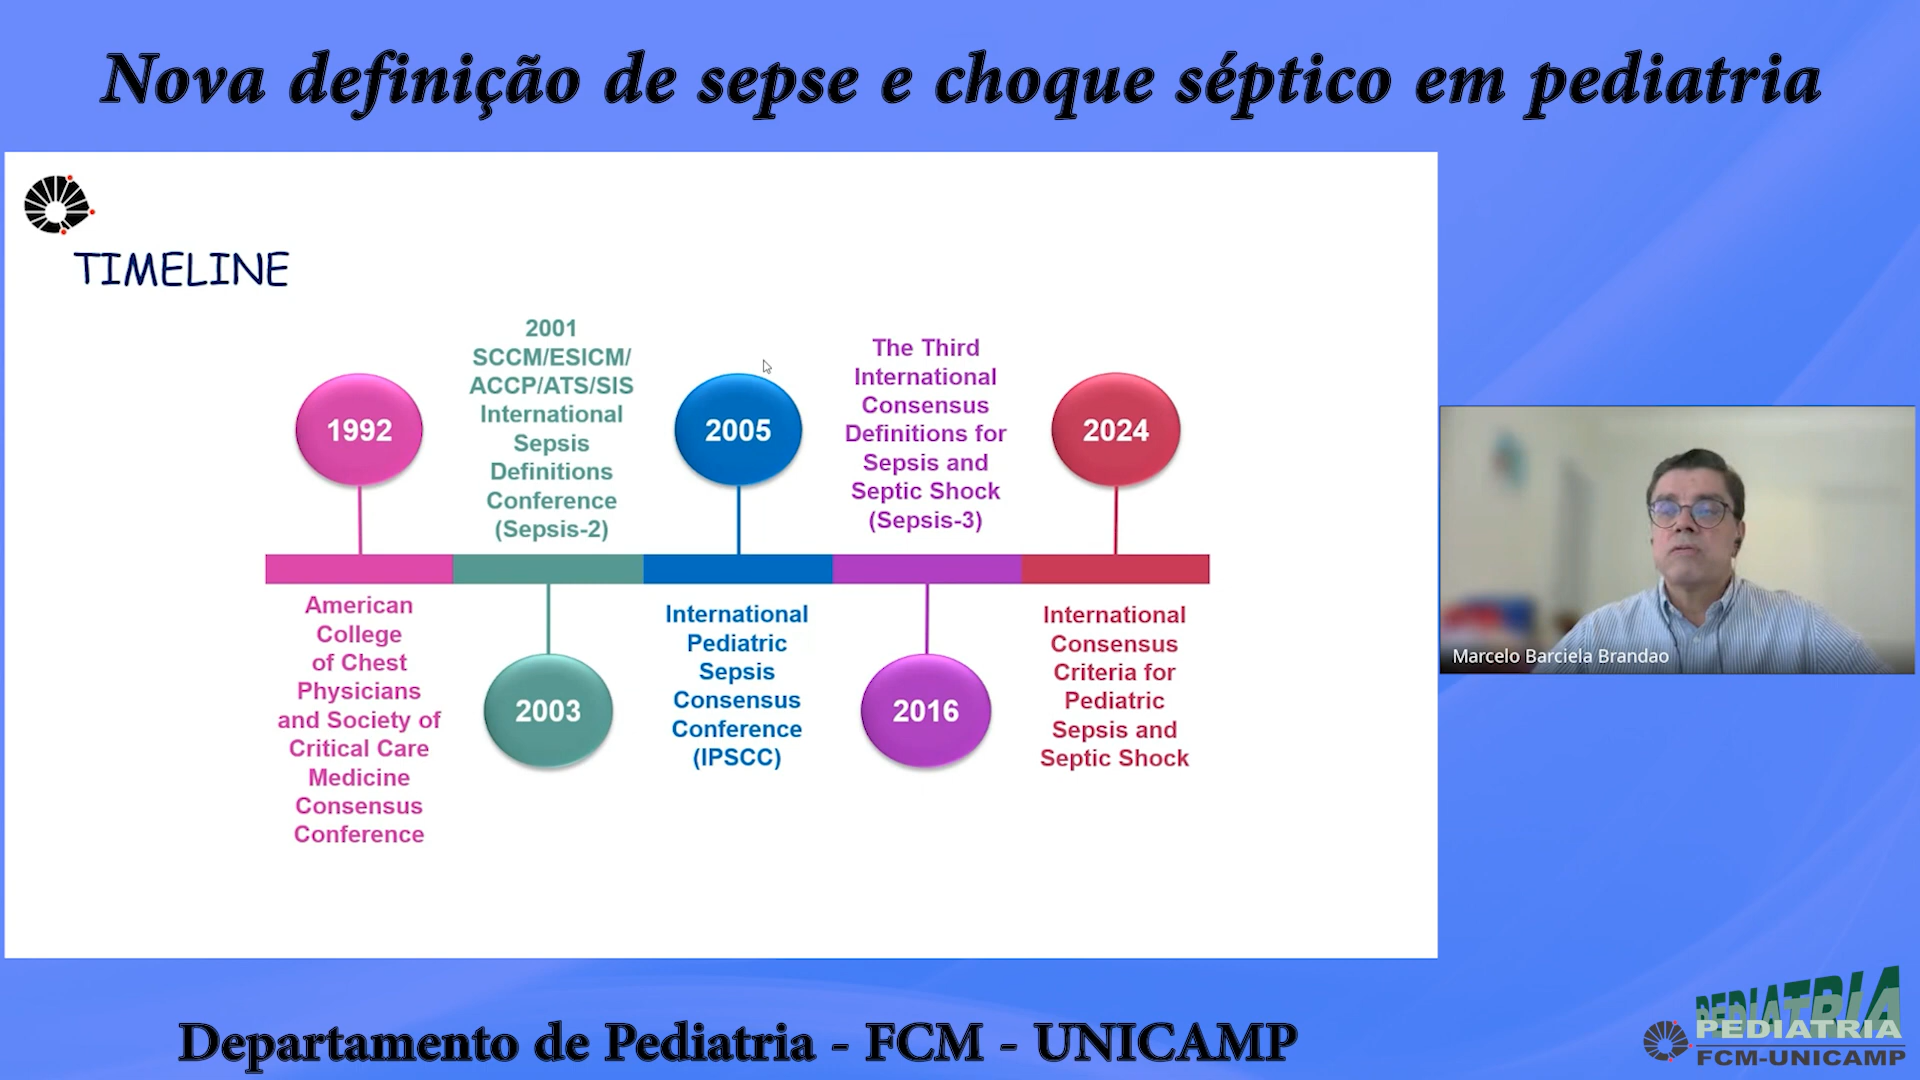 Nova definição de sepse e choque séptico em pediatria
TIMELINE
1992
American
College
of Chest
Physicians
and Society of
Critical Care
Medicine
Consensus
Conference
2001
SCCM/ESICM/
ACCP/ATS/SIS
International
Sepsis
Definitions
Conference
(Sepsis-2)
2003
2005
International
Pediatric
Sepsis
Consensus
Conference
(IPSCC)
The Third
International
Consensus
Definitions for
Sepsis and
Septic Shock
(Sepsis-3)
2016
2024
International
Consensus
Criteria for
Pediatric
Sepsis and
Septic Shock
Marcelo Barciela Brandao
Departamento de Pediatria - FCM - UNICAMP
PEDIATRIA
PEDIATRIA
FCM-UNICAMP